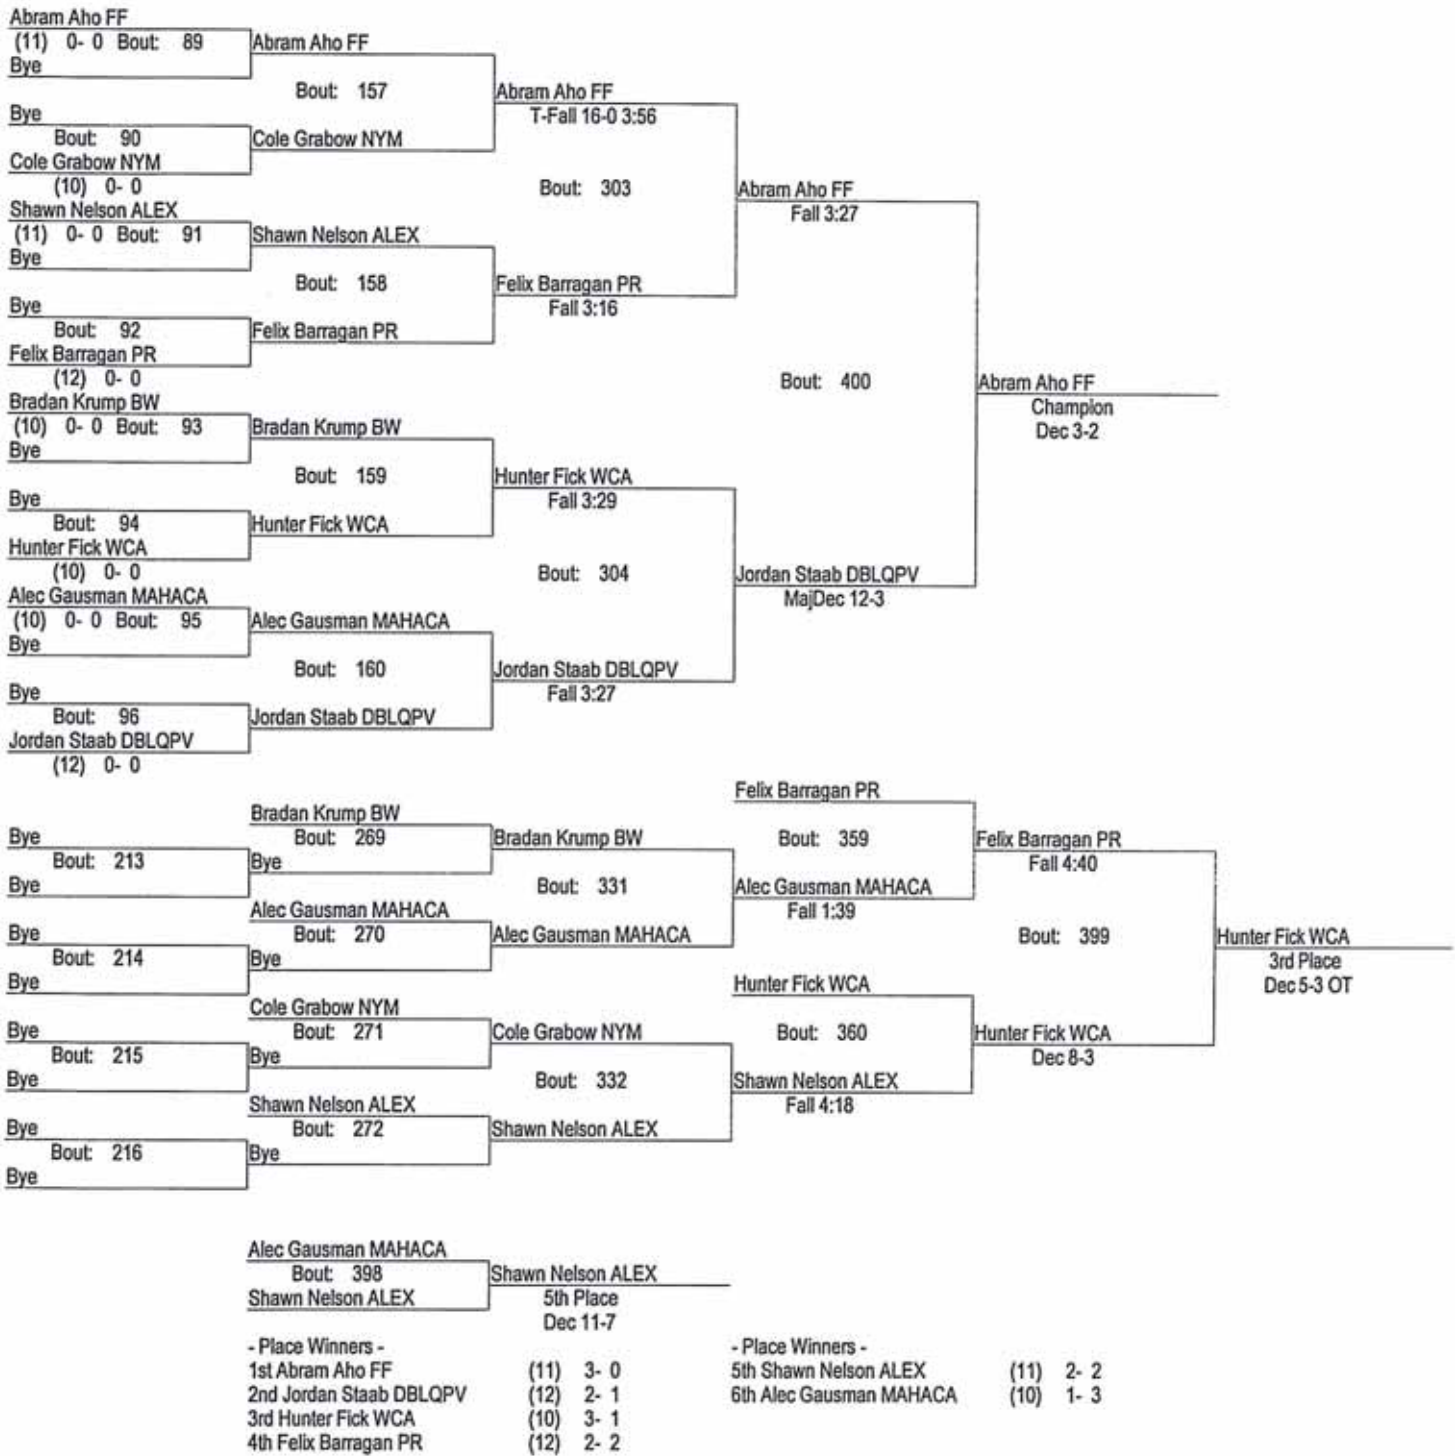 Abram Aho FF
(11) 0- 0 Bout: 89
Bye
Abram Aho FF
Bout: 157
Bye
Bout: 90
Cole Grabow NYM
(10) 0- 0
Cole Grabow NYM
Abram Aho FF
T-Fall 16-0 3:56
Bout: 303
Shawn Nelson ALEX
(11) 0- 0 Bout: 91
Bye
Shawn Nelson ALEX
Bout: 158
Bye
Bout: 92
Felix Barragan PR
(12) 0- 0
Felix Barragan PR
Felix Barragan PR
Fall 3:16
Abram Aho FF
Fall 3:27
Bout: 400
Bradan Krump BW
(10) 0- 0 Bout: 93
Bye
Bradan Krump BW
Bout: 159
Bye
Bout: 94
Hunter Fick WCA
(10) 0- 0
Hunter Fick WCA
Hunter Fick WCA
Fall 3:29
Bout: 304
Alec Gausman MAHACA
(10) 0- 0 Bout: 95
Bye
Alec Gausman MAHACA
Bout: 160
Bye
Bout: 96
Jordan Staab DBLQPV
(12) 0- 0
Jordan Staab DBLQPV
Jordan Staab DBLQPV
Fall 3:27
Jordan Staab DBLQPV
MajDec 12-3
Abram Aho FF
Champion
Dec 3-2
Bye
Bout: 213
Bye
Bradan Krump BW
Bout: 269
Bye
Bradan Krump BW
Bout: 331
Bye
Bout: 214
Bye
Alec Gausman MAHACA
Bout: 270
Bye
Alec Gausman MAHACA
Felix Barragan PR
Bout: 359
Alec Gausman MAHACA
Fall 1:39
Felix Barragan PR
Fall 4:40
Bout: 399
Bye
Bout: 215
Bye
Cole Grabow NYM
Bout: 271
Bye
Cole Grabow NYM
Bout: 332
Bye
Bout: 216
Bye
Shawn Nelson ALEX
Bout: 272
Bye
Shawn Nelson ALEX
Hunter Fick WCA
Bout: 360
Shawn Nelson ALEX
Fall 4:18
Hunter Fick WCA
Dec 8-3
Hunter Fick WCA
3rd Place
Dec 5-3 OT
Alec Gausman MAHACA
Bout: 398
Shawn Nelson ALEX
Shawn Nelson ALEX
5th Place
Dec 11-7
- Place Winners -
1st Abram Aho FF (11) 3- 0
2nd Jordan Staab DBLQPV (12) 2- 1
3rd Hunter Fick WCA (10) 3- 1
4th Felix Barragan PR (12) 2- 2
- Place Winners -
5th Shawn Nelson ALEX (11) 2- 2
6th Alec Gausman MAHACA (10) 1- 3